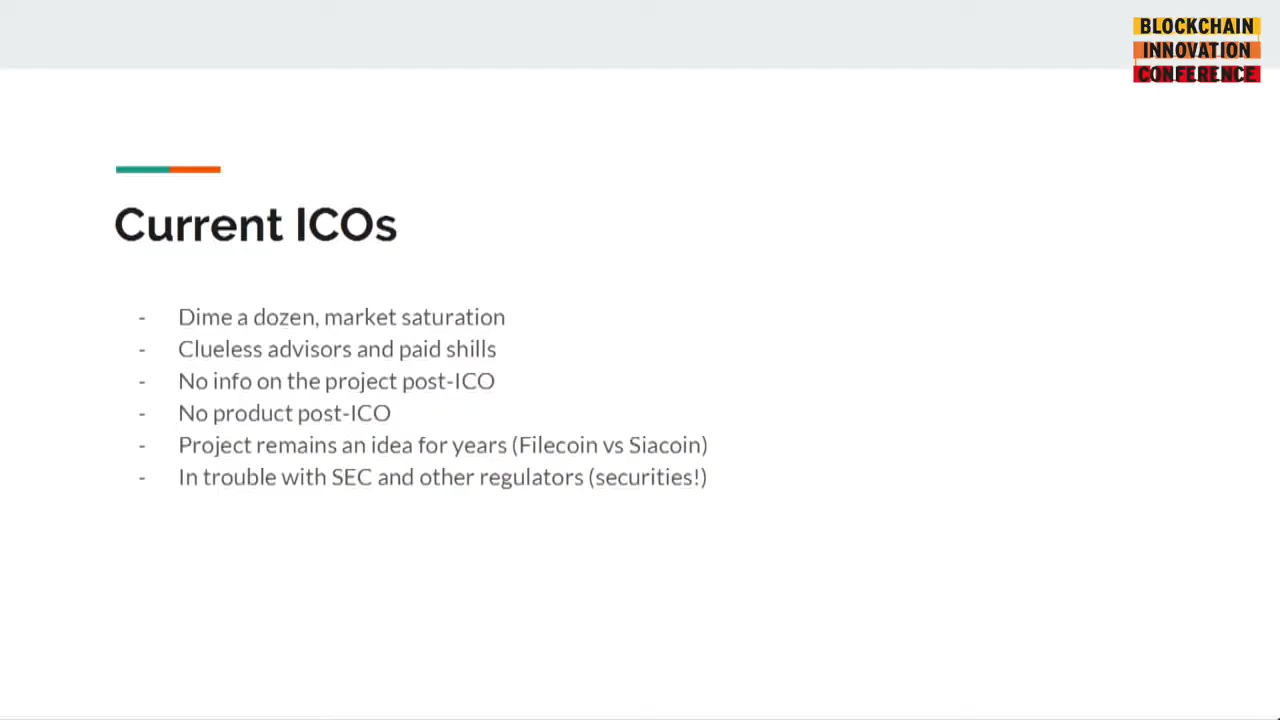 BLOCKCHAIN
INNOVATION
CONFERENCE
Current ICOs
- Dime a dozen, market saturation
- Clueless advisors and paid shills
- No info on the project post-ICO
- No product post-ICO
- Project remains an idea for years (Filecoin vs Siacoin)
- In trouble with SEC and other regulators (securities!)